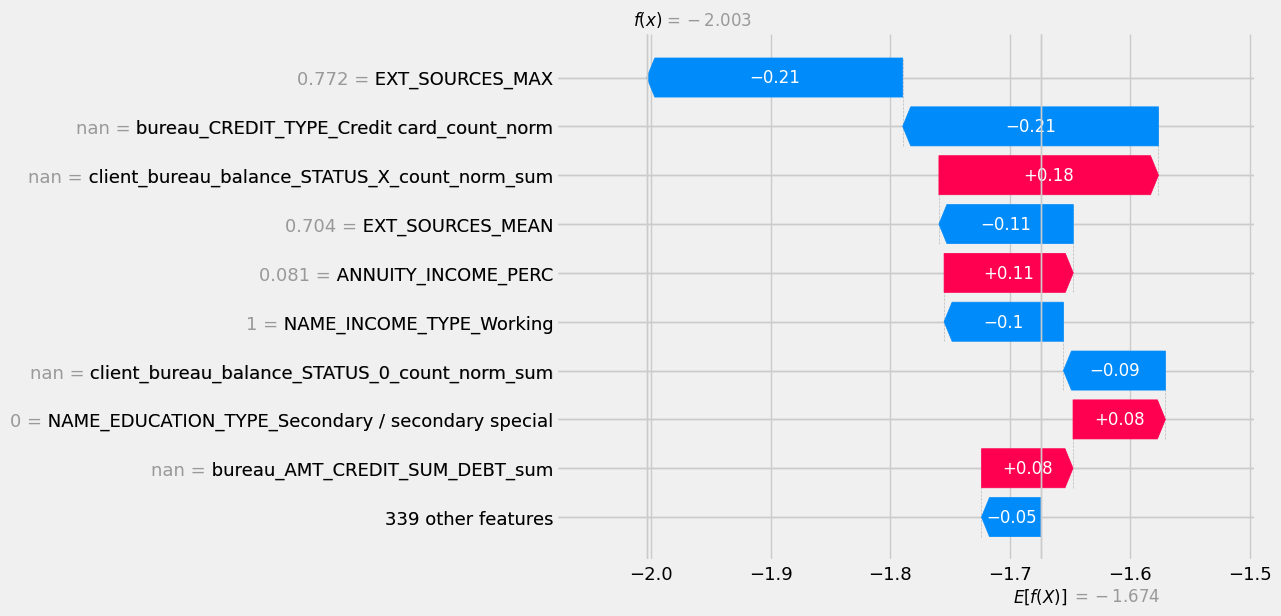 f(x) = −2.003
0.772 = EXT_SOURCES_MAX −0.21
nan = bureau_CREDIT_TYPE_Credit card_count_norm −0.21
nan = client_bureau_balance_STATUS_X_count_norm_sum +0.18
0.704 = EXT_SOURCES_MEAN −0.11
0.081 = ANNUITY_INCOME_PERC +0.11
1 = NAME_INCOME_TYPE_Working −0.1
nan = client_bureau_balance_STATUS_0_count_norm_sum −0.09
0 = NAME_EDUCATION_TYPE_Secondary / secondary special +0.08
nan = bureau_AMT_CREDIT_SUM_DEBT_sum +0.08
339 other features −0.05
−2.0 −1.9 −1.8 −1.7 −1.6 −1.5
E[f(X)] = −1.674